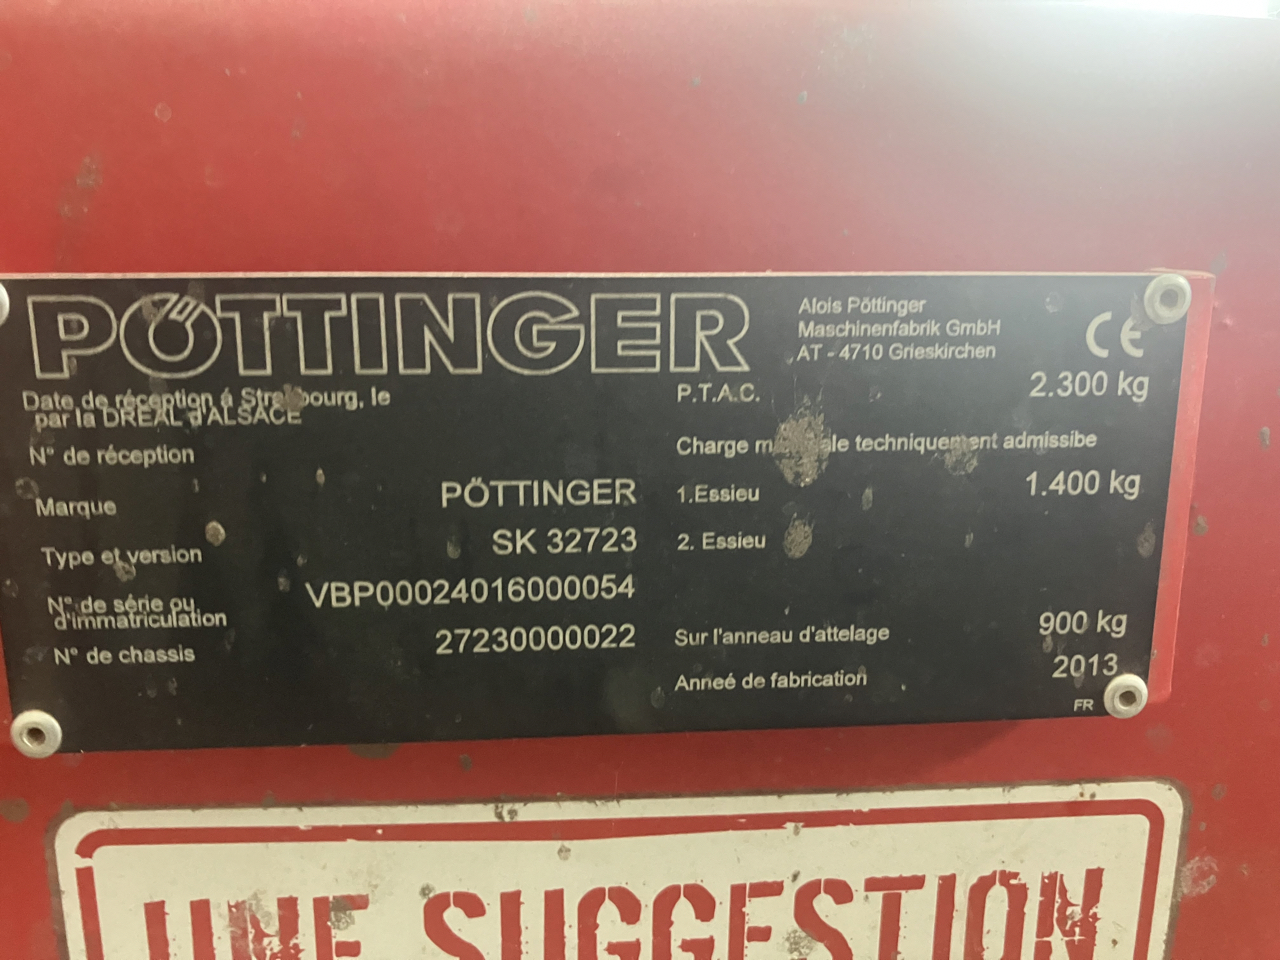 PÖTTINGER
Alois Pöttinger
Maschinenfabrik GmbH
AT - 4710 Grieskirchen
CE
Date de réception á Strasbourg, le
par la DREAL d'ALSACE
N° de réception
Marque PÖTTINGER
Type et version SK 32723
N° de série ou
d'immatriculation VBP00024016000054
N° de chassis 27230000022
P.T.A.C. 2.300 kg
Charge maximale techniquement admissibe
1.Essieu 1.400 kg
2. Essieu
Sur l'anneau d'attelage 900 kg
Anneé de fabrication 2013
FR
UNE SUGGESTION